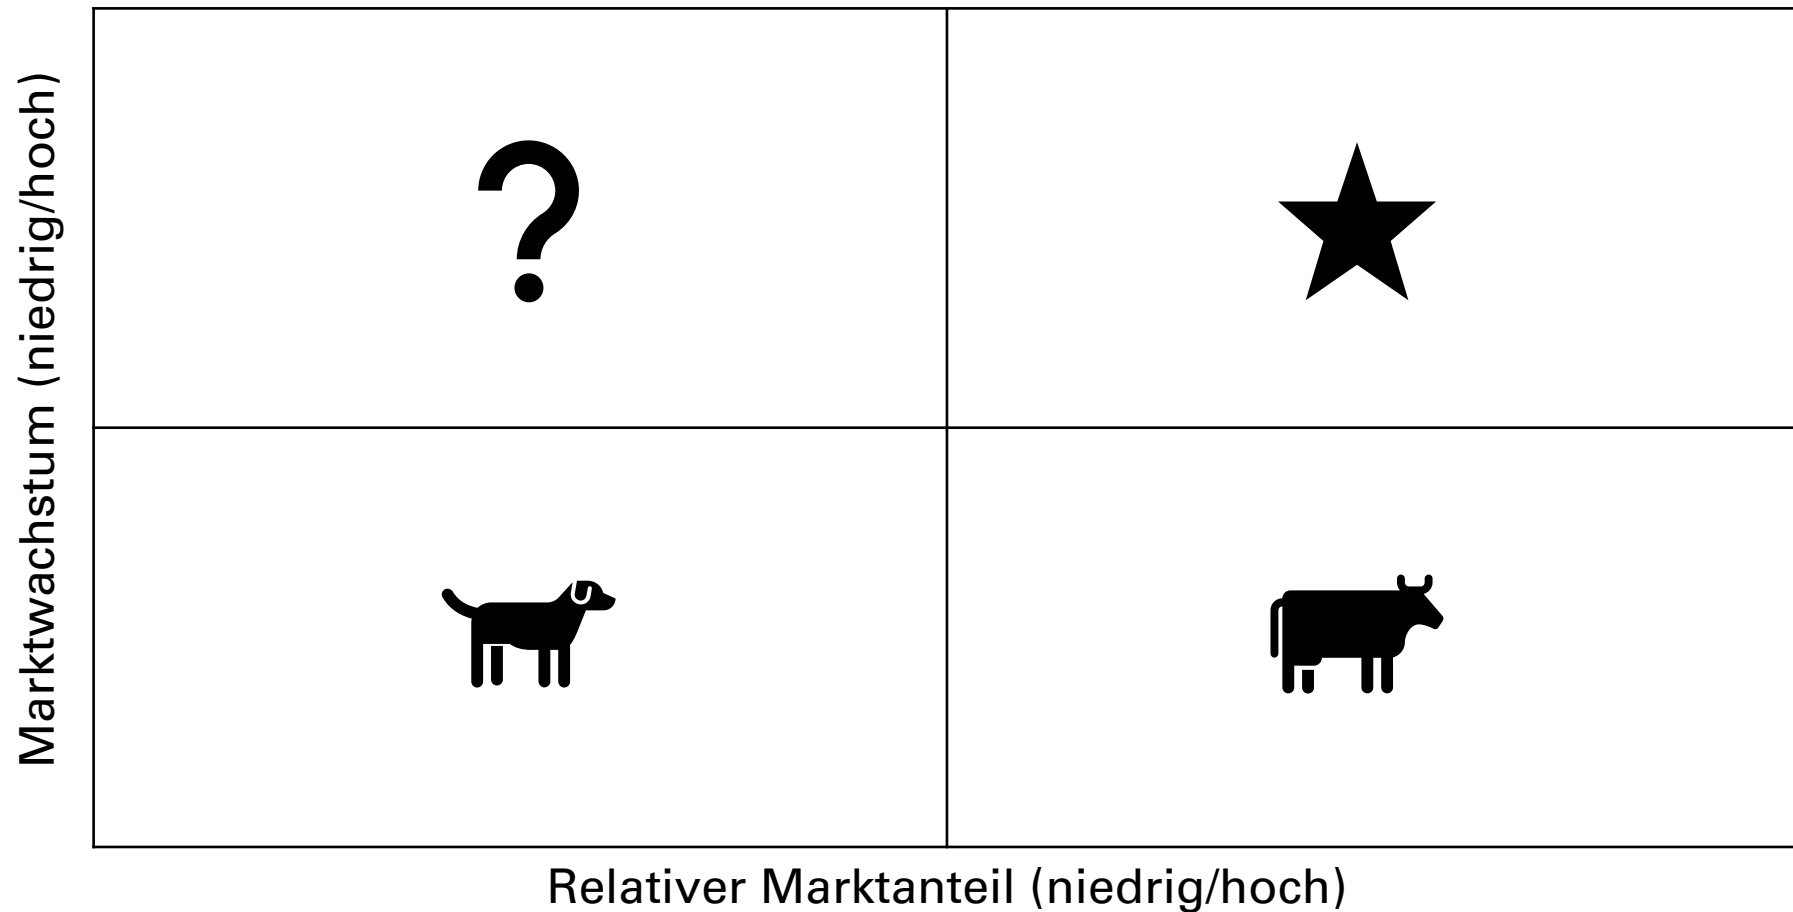 Marktwachstum (niedrig/hoch)
?
Relativer Marktanteil (niedrig/hoch)